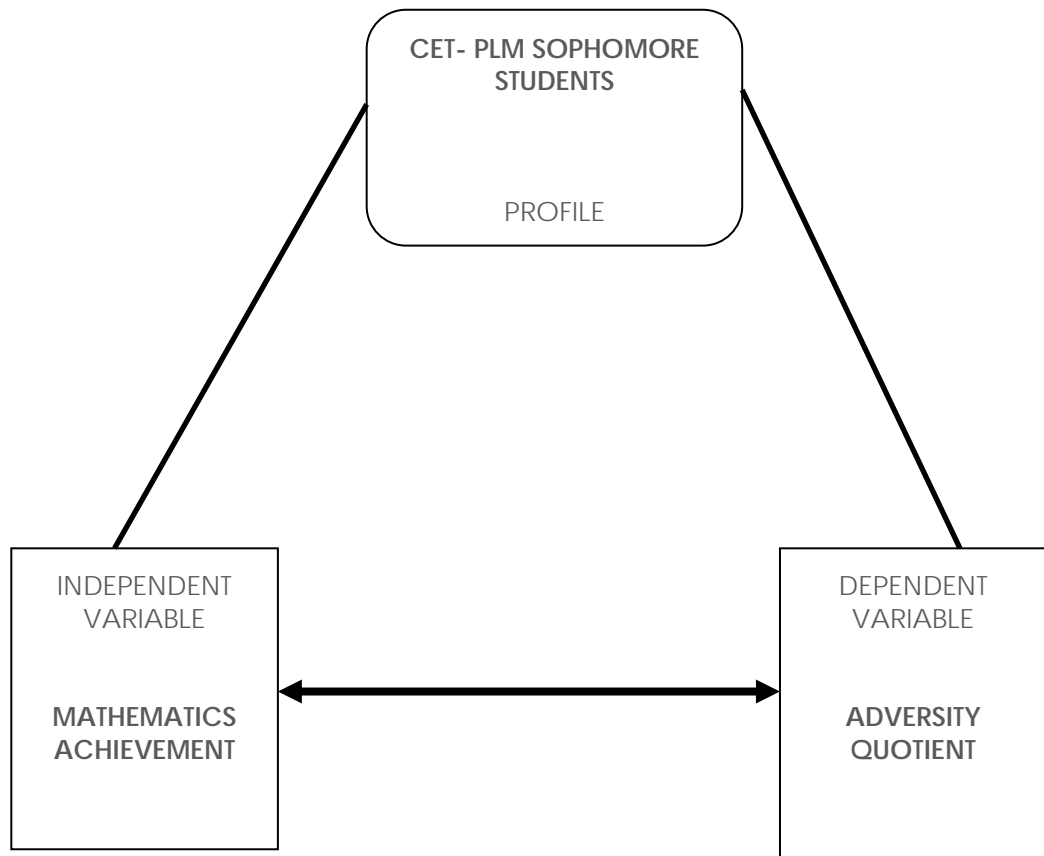 CET- PLM SOPHOMORE
STUDENTS
PROFILE
INDEPENDENT
VARIABLE
MATHEMATICS
ACHIEVEMENT
DEPENDENT
VARIABLE
ADVERSITY
QUOTIENT